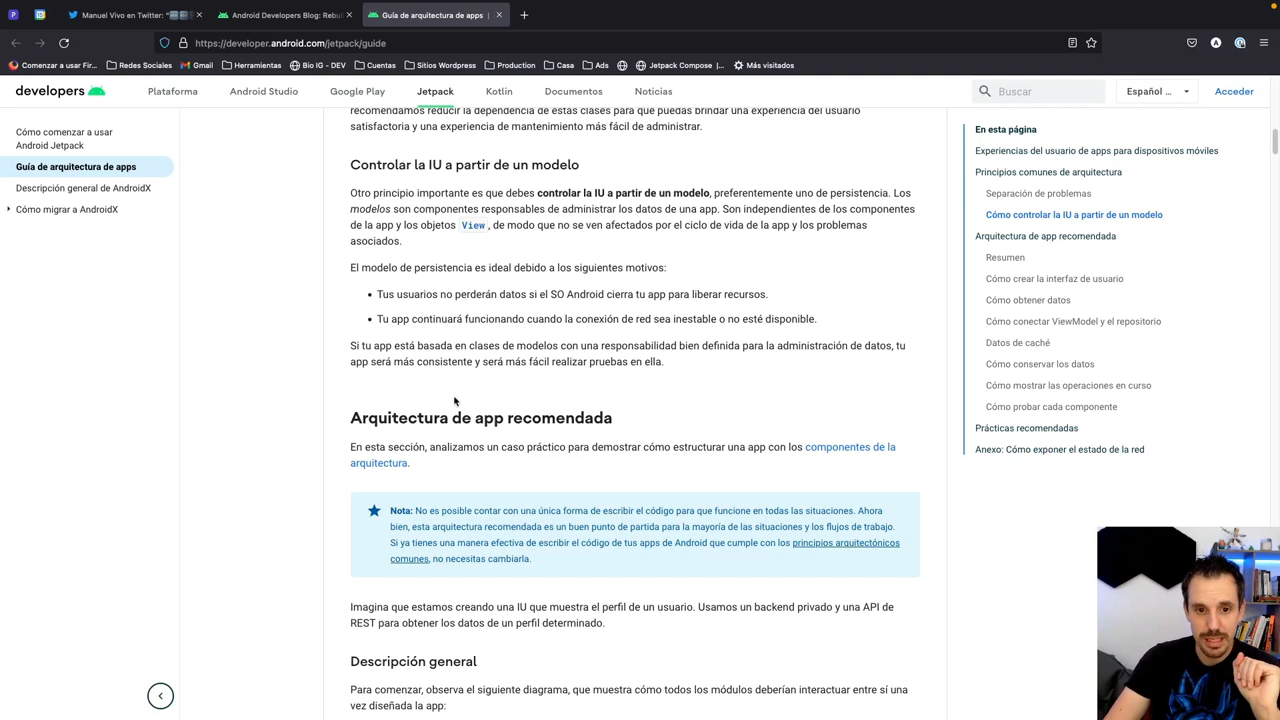 Manuel Vivo en Twitter: "
Android Developers Blog: Rebui
Guía de arquitectura de apps |
https://developer.android.com/jetpack/guide
Comenzar a usar Fir...
Redes Sociales
Gmail
Herramientas
Bio IG - DEV
Cuentas
Sitios Wordpress
Production
Casa
Ads
Jetpack Compose |...
Más visitados
developers
Plataforma
Android Studio
Google Play
Jetpack
Kotlin
Documentos
Noticias
Buscar
Español ...
Acceder
Cómo comenzar a usar
Android Jetpack
Guía de arquitectura de apps
Descripción general de AndroidX
Cómo migrar a AndroidX
recomendamos reducir la dependencia de estas clases para que puedas brindar una experiencia del usuario
satisfactoria y una experiencia de mantenimiento más fácil de administrar.
Controlar la IU a partir de un modelo
Otro principio importante es que debes controlar la IU a partir de un modelo, preferentemente uno de persistencia. Los
modelos son componentes responsables de administrar los datos de una app. Son independientes de los componentes
de la app y los objetos View, de modo que no se ven afectados por el ciclo de vida de la app y los problemas
asociados.
El modelo de persistencia es ideal debido a los siguientes motivos:
• Tus usuarios no perderán datos si el SO Android cierra tu app para liberar recursos.
• Tu app continuará funcionando cuando la conexión de red sea inestable o no esté disponible.
Si tu app está basada en clases de modelos con una responsabilidad bien definida para la administración de datos, tu
app será más consistente y será más fácil realizar pruebas en ella.
Arquitectura de app recomendada
En esta sección, analizamos un caso práctico para demostrar cómo estructurar una app con los componentes de la
arquitectura.
Nota: No es posible contar con una única forma de escribir el código para que funcione en todas las situaciones. Ahora
bien, esta arquitectura recomendada es un buen punto de partida para la mayoría de las situaciones y los flujos de trabajo.
Si ya tienes una manera efectiva de escribir el código de tus apps de Android que cumple con los principios arquitectónicos
comunes, no necesitas cambiarla.
Imagina que estamos creando una IU que muestra el perfil de un usuario. Usamos un backend privado y una API de
REST para obtener los datos de un perfil determinado.
Descripción general
Para comenzar, observa el siguiente diagrama, que muestra cómo todos los módulos deberían interactuar entre sí una
vez diseñada la app:
En esta página
Experiencias del usuario de apps para dispositivos móviles
Principios comunes de arquitectura
Separación de problemas
Cómo controlar la IU a partir de un modelo
Arquitectura de app recomendada
Resumen
Cómo crear la interfaz de usuario
Cómo obtener datos
Cómo conectar ViewModel y el repositorio
Datos de caché
Cómo conservar los datos
Cómo mostrar las operaciones en curso
Cómo probar cada componente
Prácticas recomendadas
Anexo: Cómo exponer el estado de la red